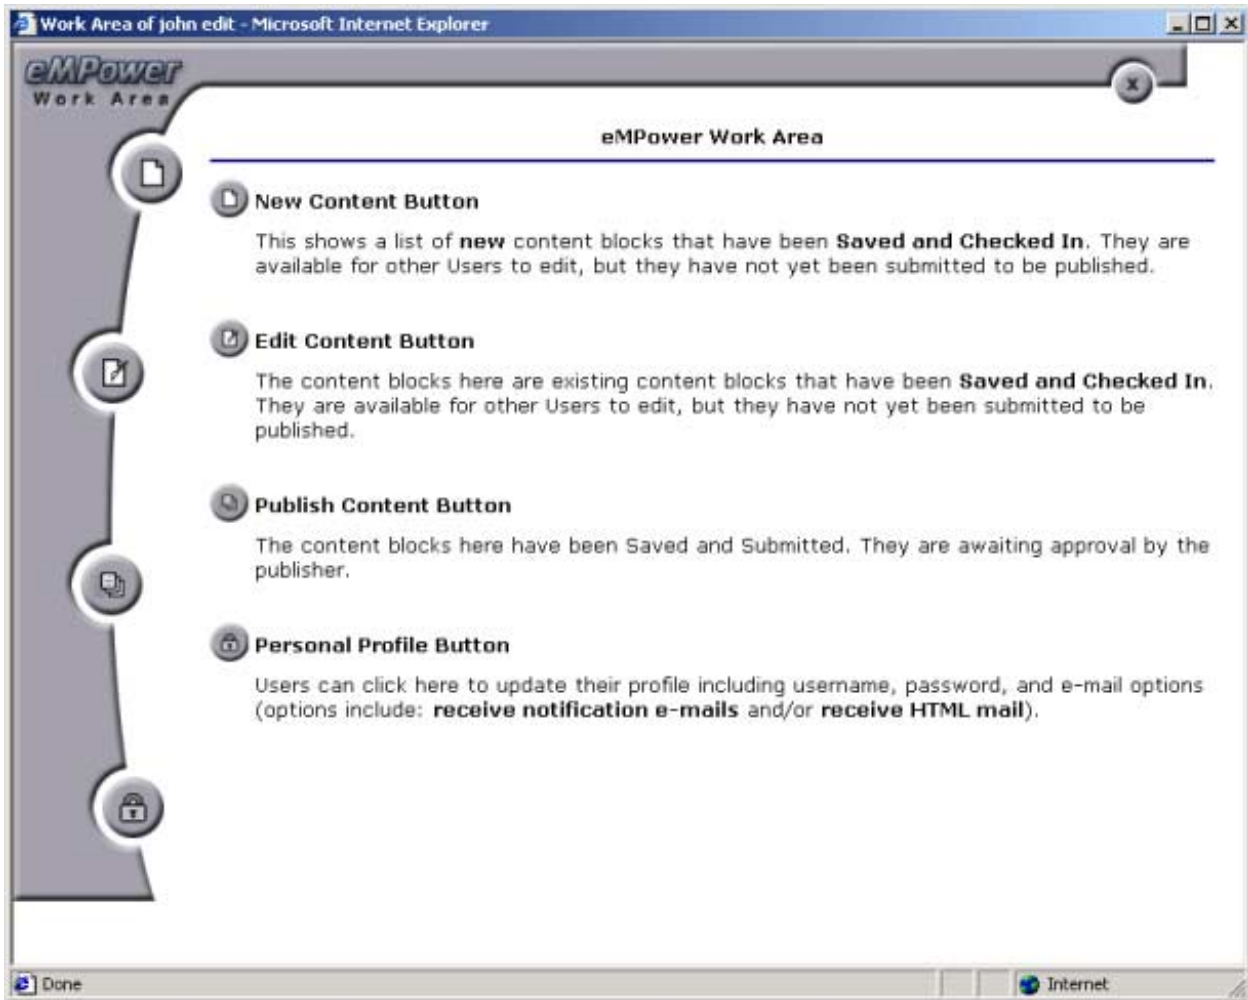 Work Area of john edit - Microsoft Internet Explorer
eMPower
Work Area
x
eMPower Work Area
New Content Button
This shows a list of new content blocks that have been Saved and Checked In. They are
available for other Users to edit, but they have not yet been submitted to be published.
Edit Content Button
The content blocks here are existing content blocks that have been Saved and Checked In.
They are available for other Users to edit, but they have not yet been submitted to be
published.
Publish Content Button
The content blocks here have been Saved and Submitted. They are awaiting approval by the
publisher.
Personal Profile Button
Users can click here to update their profile including username, password, and e-mail options
(options include: receive notification e-mails and/or receive HTML mail).
Done
Internet